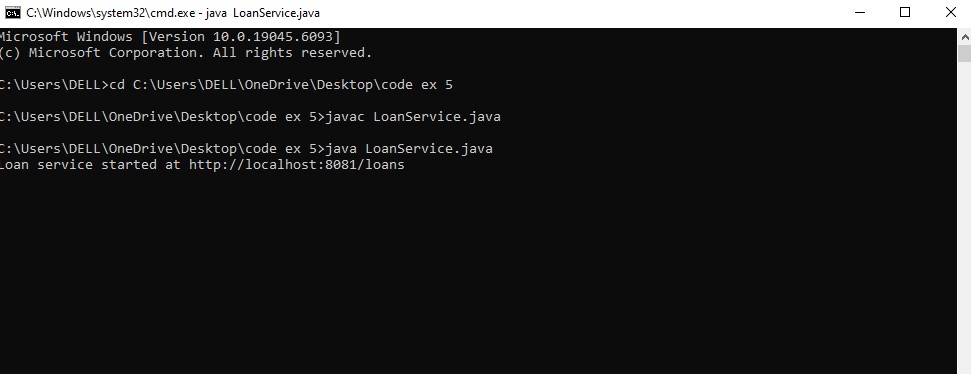 C:\Windows\system32\cmd.exe - java  LoanService.java
Microsoft Windows [Version 10.0.19045.6093]
(c) Microsoft Corporation. All rights reserved.
C:\Users\DELL>cd C:\Users\DELL\OneDrive\Desktop\code ex 5
C:\Users\DELL\OneDrive\Desktop\code ex 5>javac LoanService.java
C:\Users\DELL\OneDrive\Desktop\code ex 5>java LoanService.java
Loan service started at http://localhost:8081/loans